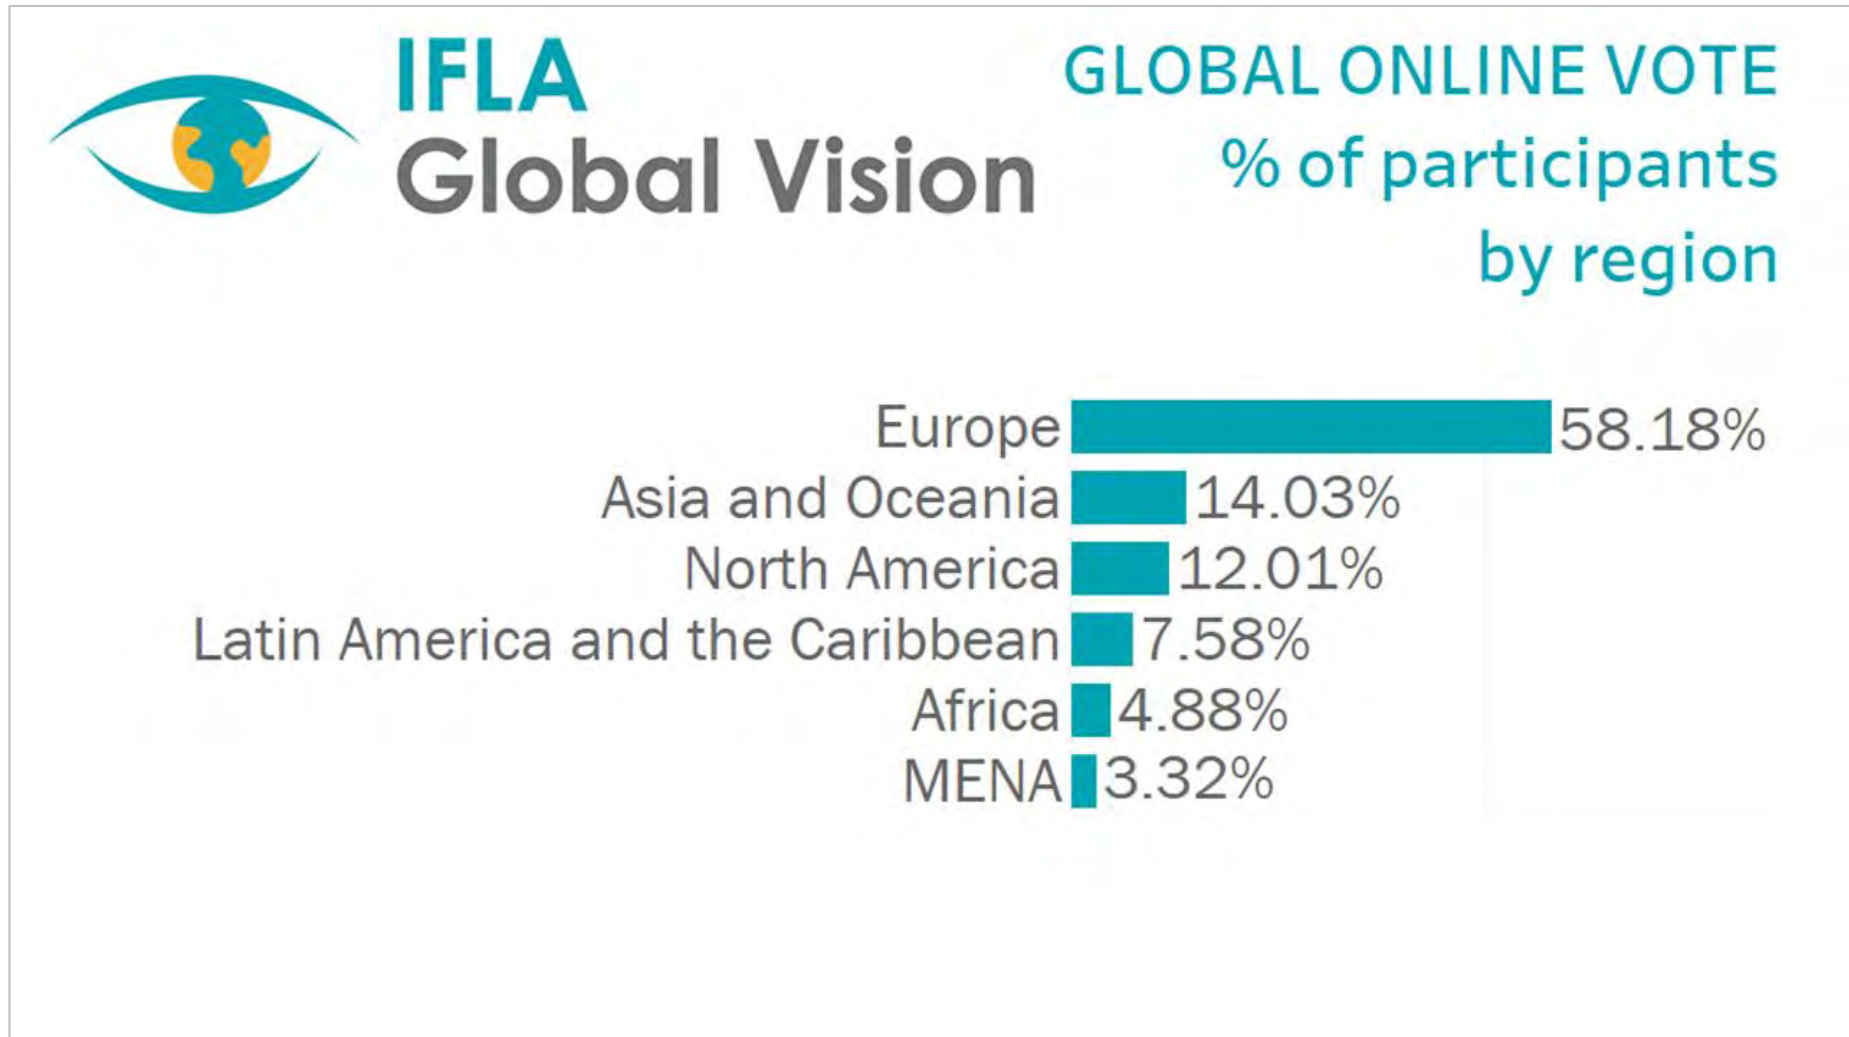 IFLA
Global Vision
GLOBAL ONLINE VOTE
% of participants
by region
Europe 58.18%
Asia and Oceania 14.03%
North America 12.01%
Latin America and the Caribbean 7.58%
Africa 4.88%
MENA 3.32%